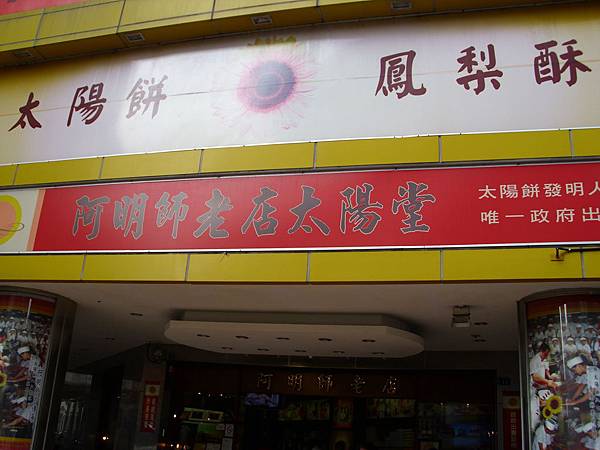 太陽餅 鳳梨酥
阿明師老店太陽堂
太陽餅發明人
唯一政府出
阿明師老店